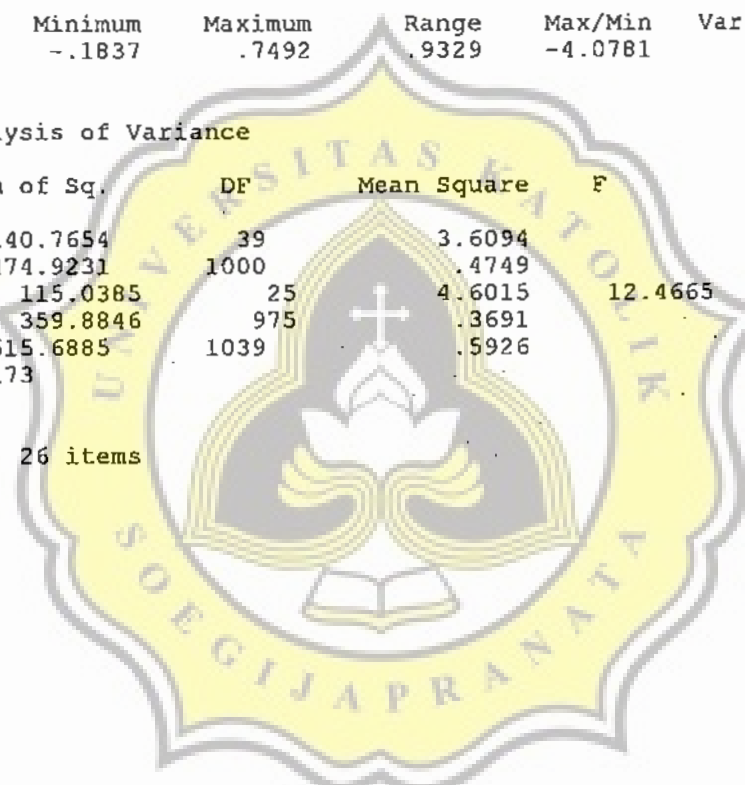 Minimum Maximum Range Max/Min Var
-.1837 .7492 .9329 -4.0781
lysis of Variance
of Sq. DF Mean Square F
40.7654 39 3.6094
74.9231 1000 .4749
115.0385 25 4.6015 12.4665
359.8846 975 .3691
515.6885 1039 .5926
73
26 items
UNIVERSITAS KATOLIK
SOEGIJAPRANATA